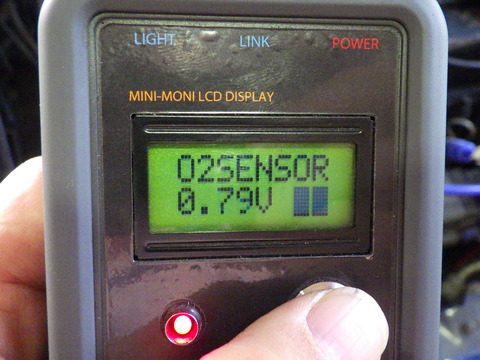 LIGHT LINK POWER
MINI-MONI LCD DISPLAY
O2SENSOR
0.79V